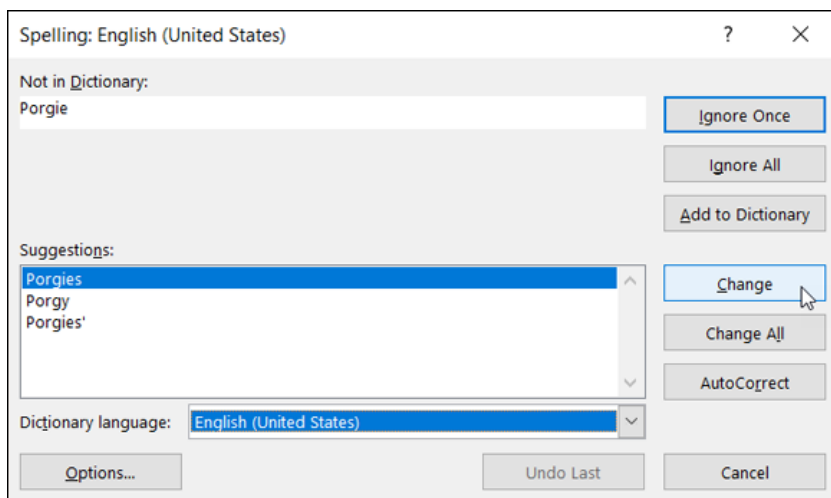 Spelling: English (United States)
?
Not in Dictionary:
Porgie
Ignore Once
Ignore All
Add to Dictionary
Suggestions:
Porgies
Porgy
Porgies'
Change
Change All
AutoCorrect
Dictionary language: English (United States)
Options... Undo Last Cancel